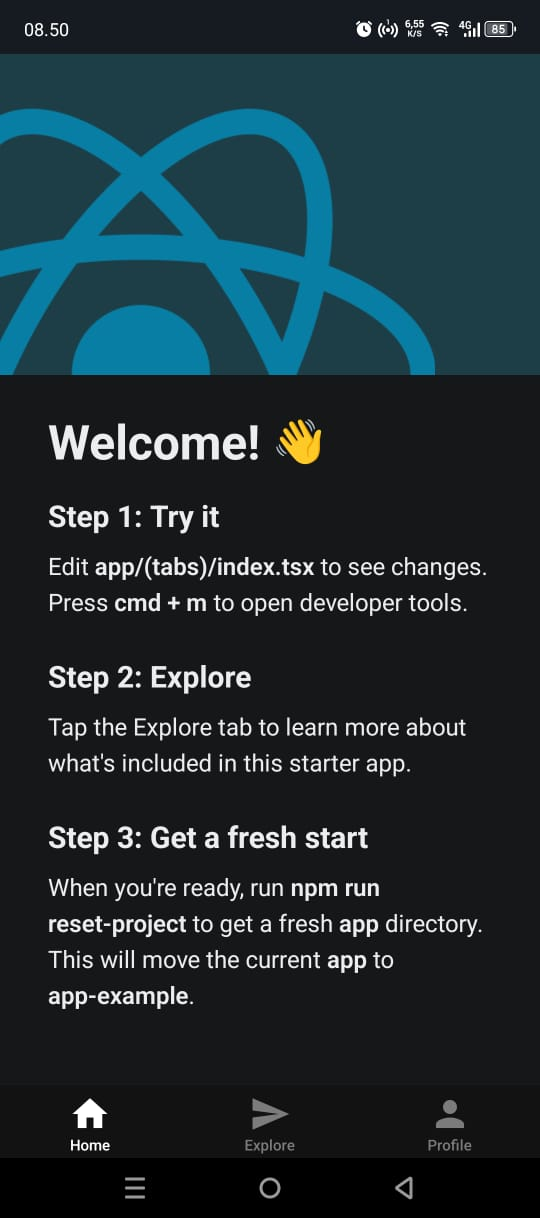 08.50
1
6,55
K/S
4G
85
Welcome! 👋
Step 1: Try it
Edit app/(tabs)/index.tsx to see changes.
Press cmd + m to open developer tools.
Step 2: Explore
Tap the Explore tab to learn more about
what's included in this starter app.
Step 3: Get a fresh start
When you're ready, run npm run
reset-project to get a fresh app directory.
This will move the current app to
app-example.
Home
Explore
Profile